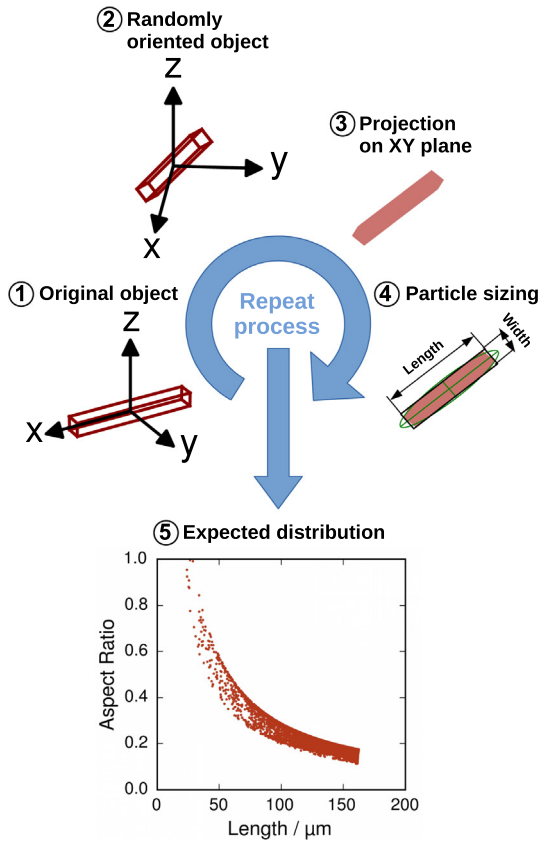 ② Randomly
oriented object
z
y
x
③ Projection
on XY plane
① Original object
z
x
y
Repeat
process
④ Particle sizing
Length
Width
⑤ Expected distribution
Aspect Ratio
1.0
0.8
0.6
0.4
0.2
0.0
0 50 100 150 200
Length / μm